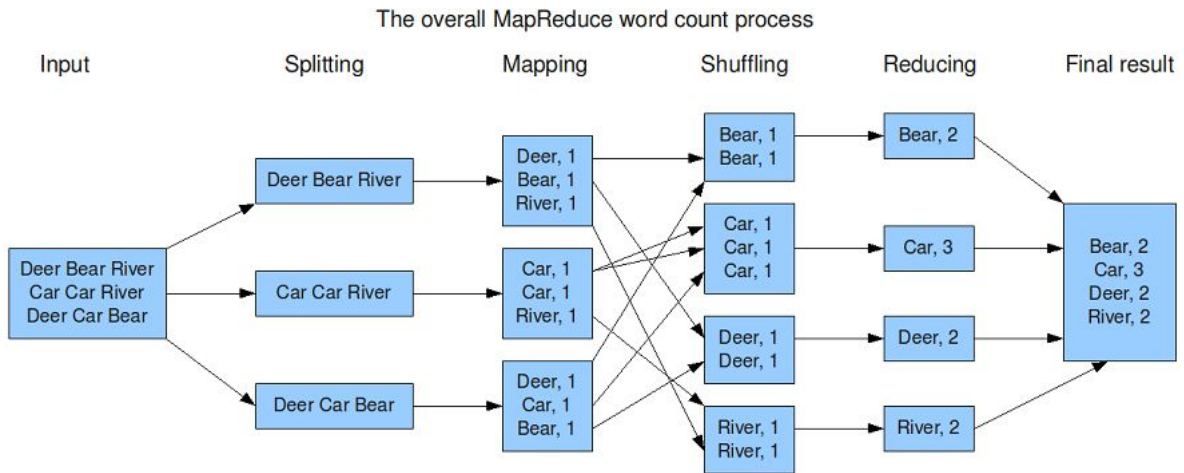 The overall MapReduce word count process
Input
Splitting
Mapping
Shuffling
Reducing
Final result
Deer Bear River
Car Car River
Deer Car Bear
Deer Bear River
Car Car River
Deer Car Bear
Deer, 1
Bear, 1
River, 1
Car, 1
Car, 1
River, 1
Deer, 1
Car, 1
Bear, 1
Bear, 1
Bear, 1
Car, 1
Car, 1
Car, 1
Deer, 1
Deer, 1
River, 1
River, 1
Bear, 2
Car, 3
Deer, 2
River, 2
Bear, 2
Car, 3
Deer, 2
River, 2